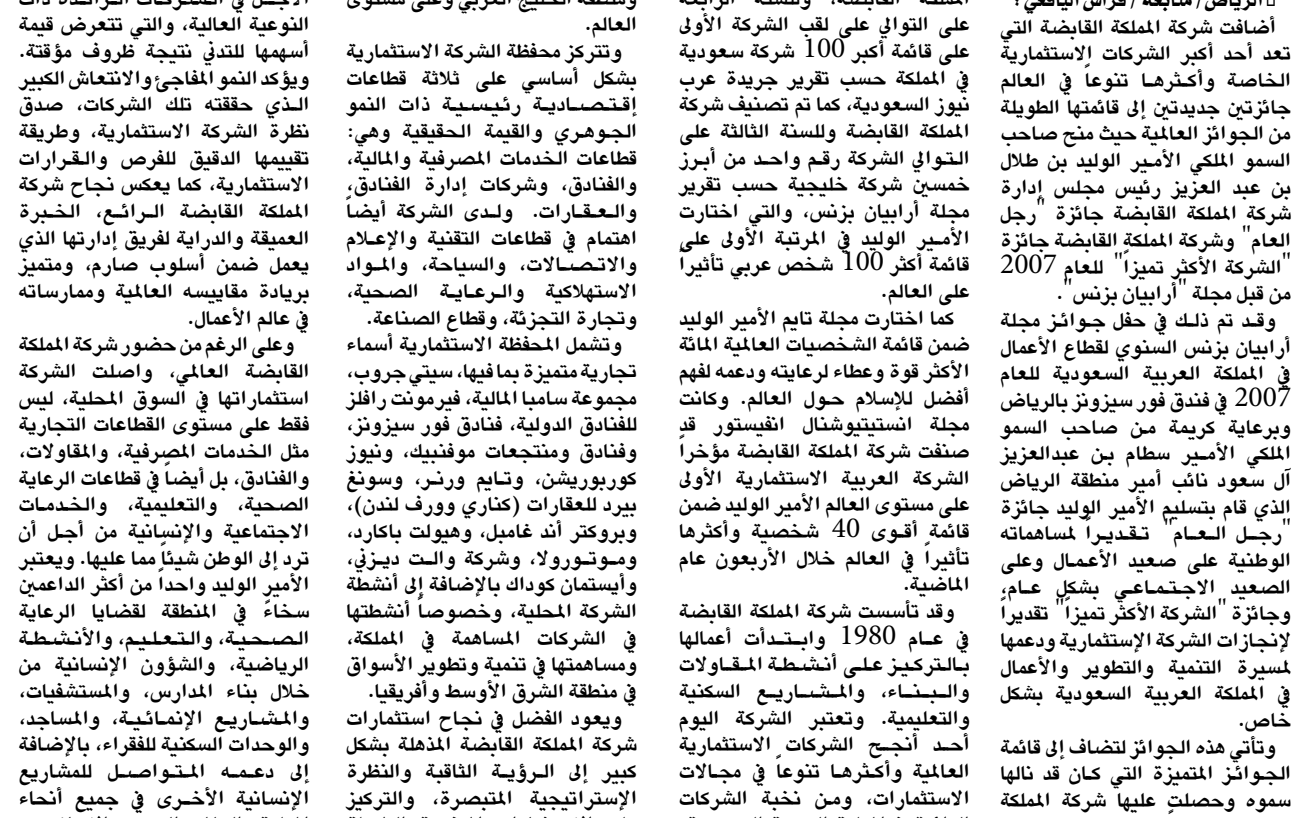 الرياض/ متابعة/ فراس اليافعي:
أضافت شركة المملكة القابضة التي
تعد أحد أكبر الشركات الاستثمارية
الخاصة وأكثرها تنوعاً في العالم
جائزتين جديدتين إلى قائمتها الطويلة
من الجوائز العالمية حيث منح صاحب
السمو الملكي الأمير الوليد بن طلال
بن عبد العزيز رئيس مجلس إدارة
شركة المملكة القابضة جائزة "رجل
العام" وشركة المملكة القابضة جائزة
"الشركة الأكثر تميزاً" للعام 2007
من قبل مجلة "أرابيان بزنس".
وقد تم ذلك في حفل جوائز مجلة
أرابيان بزنس السنوي لقطاع الأعمال
في المملكة العربية السعودية للعام
2007 في فندق فور سيزونز بالرياض
وبرعاية كريمة من صاحب السمو
الملكي الأمير سطام بن عبدالعزيز
آل سعود نائب أمير منطقة الرياض
الذي قام بتسليم الأمير الوليد جائزة
"رجل العام" تقديراً لمساهماته
الوطنية على صعيد الأعمال وعلى
الصعيد الاجتماعي بشكل عام،
وجائزة "الشركة الأكثر تميزاً" تقديراً
لإنجازات الشركة الإستثمارية ودعمها
لمسيرة التنمية والتطوير والأعمال
في المملكة العربية السعودية بشكل
خاص.
وتأتي هذه الجوائز لتضاف إلى قائمة
الجوائز المتميزة التي كان قد نالها
سموه وحصلت عليها شركة المملكة
المملكة القابضة، وللسنة الرابعة
على التوالي على لقب الشركة الأولى
على قائمة أكبر 100 شركة سعودية
في المملكة حسب تقرير جريدة عرب
نيوز السعودية، كما تم تصنيف شركة
المملكة القابضة وللسنة الثالثة على
التوالي الشركة رقم واحد من أبرز
خمسين شركة خليجية حسب تقرير
مجلة أرابيان بزنس، والتي اختارت
الأمير الوليد في المرتبة الأولى على
قائمة أكثر 100 شخص عربي تأثيراً
على العالم.
كما اختارت مجلة تايم الأمير الوليد
ضمن قائمة الشخصيات العالمية المائة
الأكثر قوة وعطاء لرعايته ودعمه لفهم
أفضل للإسلام حول العالم. وكانت
مجلة انستيتيوشنال انفيستور قد
صنفت شركة المملكة القابضة مؤخراً
الشركة العربية الاستثمارية الأولى
على مستوى العالم الأمير الوليد ضمن
قائمة أقوى 40 شخصية وأكثرها
تأثيراً في العالم خلال الأربعون عام
الماضية.
وقد تأسست شركة المملكة القابضة
في عام 1980 وابتدأت أعمالها
بالتركيز على أنشطة المقاولات
والبناء، والمشاريع السكنية
والتعليمية. وتعتبر الشركة اليوم
أحد أنجح الشركات الاستثمارية
العالمية وأكثرها تنوعاً في مجالات
الاستثمارات، ومن نخبة الشركات
ومنطقة الخليج العربي وعلى مستوى
العالم.
وتتركز محفظة الشركة الاستثمارية
بشكل أساسي على ثلاثة قطاعات
إقتصادية رئيسية ذات النمو
الجوهري والقيمة الحقيقية وهي:
قطاعات الخدمات المصرفية والمالية،
والفنادق، وشركات إدارة الفنادق،
والعقارات. ولدى الشركة أيضاً
اهتمام في قطاعات التقنية والإعلام
والاتصالات، والسياحة، والمواد
الاستهلاكية والرعاية الصحية،
وتجارة التجزئة، وقطاع الصناعة.
وتشمل المحفظة الاستثمارية أسماء
تجارية متميزة بما فيها، سيتي جروب،
مجموعة سامبا المالية، فيرمونت رافلز
للفنادق الدولية، فنادق فور سيزونز،
وفنادق ومنتجعات موفنبيك، ونيوز
كوربوريشن، وتايم ورنر، وسونغ
بيرد للعقارات (كناري وورف لندن)،
وبروكتر أند غامبل، وهيولت باكارد،
وموتورولا، وشركة والت ديزني،
وأيستمان كوداك بالإضافة إلى أنشطة
الشركة المحلية، وخصوصاً أنشطتها
في الشركات المساهمة في المملكة،
ومساهمتها في تنمية وتطوير الأسواق
في منطقة الشرق الأوسط وأفريقيا.
ويعود الفضل في نجاح استثمارات
شركة المملكة القابضة المذهلة بشكل
كبير إلى الرؤية الثاقبة والنظرة
الإستراتيجية المتبصرة، والتركيز
الأجل في الشركات الرائدة ذات
النوعية العالية، والتي تتعرض قيمة
أسهمها للتدني نتيجة ظروف مؤقتة.
ويؤكد النمو المفاجئ والانتعاش الكبير
الذي حققته تلك الشركات، صدق
نظرة الشركة الاستثمارية، وطريقة
تقييمها الدقيق للفرص والقرارات
الاستثمارية، كما يعكس نجاح شركة
المملكة القابضة الرائع، الخبرة
العميقة والدراية لفريق إدارتها الذي
يعمل ضمن أسلوب صارم، ومتميز
بريادة مقاييسه العالمية وممارساته
في عالم الأعمال.
وعلى الرغم من حضور شركة المملكة
القابضة العالمي، واصلت الشركة
استثماراتها في السوق المحلية، ليس
فقط على مستوى القطاعات التجارية
مثل الخدمات المصرفية، والمقاولات،
والفنادق، بل أيضاً في قطاعات الرعاية
الصحية، والتعليمية، والخدمات
الاجتماعية والإنسانية من أجل أن
ترد إلى الوطن شيئاً مما عليها. ويعتبر
الأمير الوليد واحداً من أكثر الداعمين
سخاءً في المنطقة لقضايا الرعاية
الصحية، والتعليم، والأنشطة
الرياضية، والشؤون الإنسانية من
خلال بناء المدارس، والمستشفيات،
والمشاريع الإنمائية، والمساجد،
والوحدات السكنية للفقراء، بالإضافة
إلى دعمه المتواصل للمشاريع
الإنسانية الأخرى في جميع أنحاء